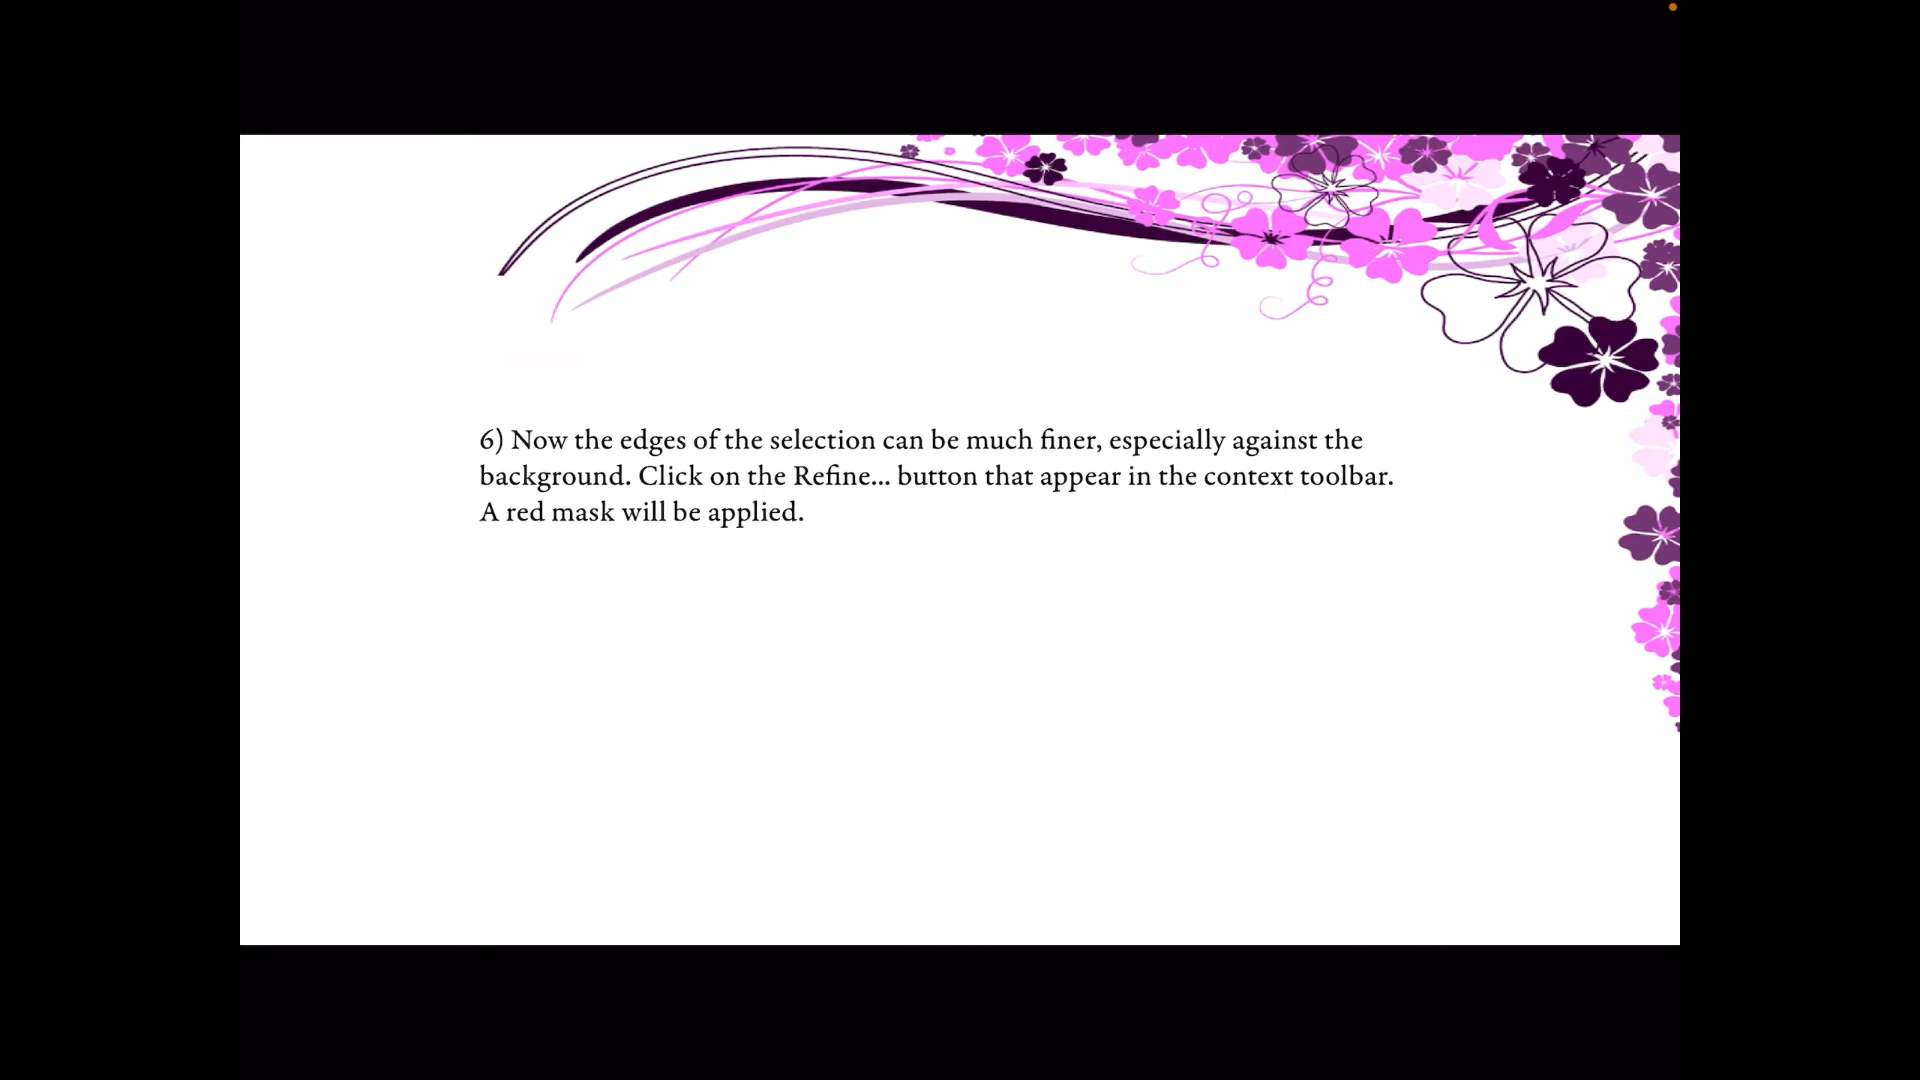 6) Now the edges of the selection can be much finer, especially against the
background. Click on the Refine... button that appear in the context toolbar.
A red mask will be applied.